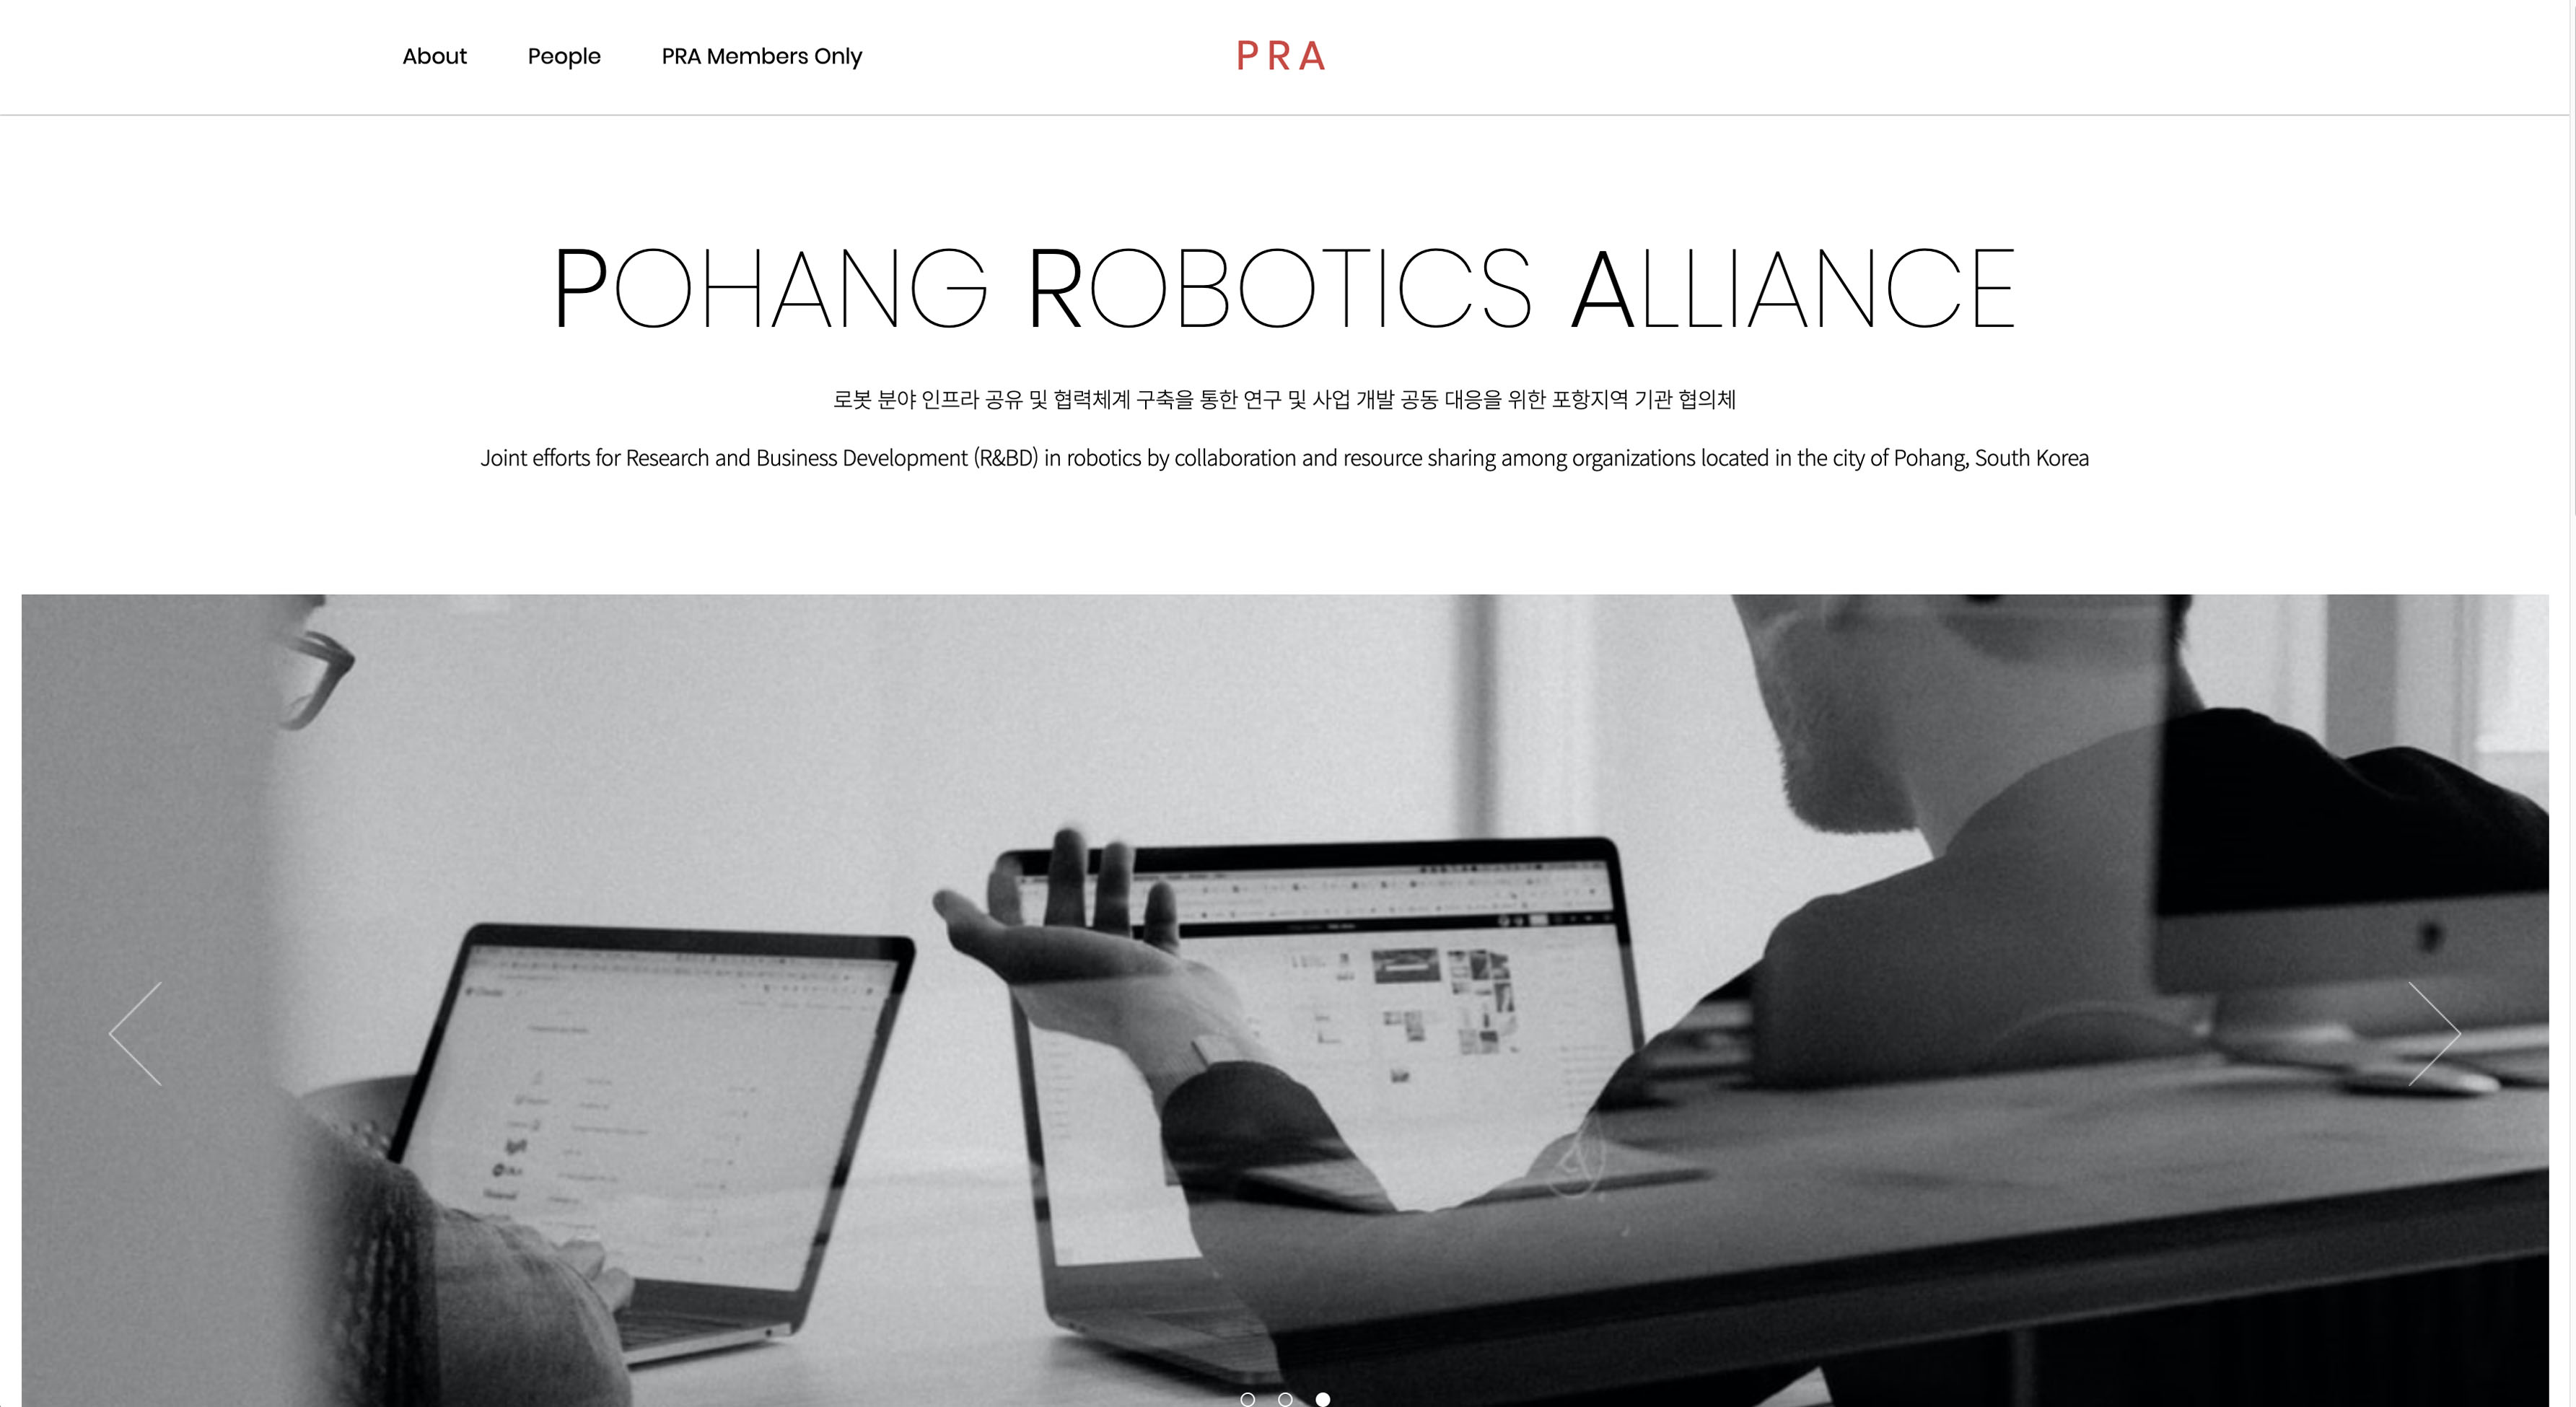 About People PRA Members Only PRA
POHANG ROBOTICS ALLIANCE
로봇 분야 인프라 공유 및 협력체계 구축을 통한 연구 및 사업 개발 공동 대응을 위한 포항지역 기관 협의체
Joint efforts for Research and Business Development (R&BD) in robotics by collaboration and resource sharing among organizations located in the city of Pohang, South Korea